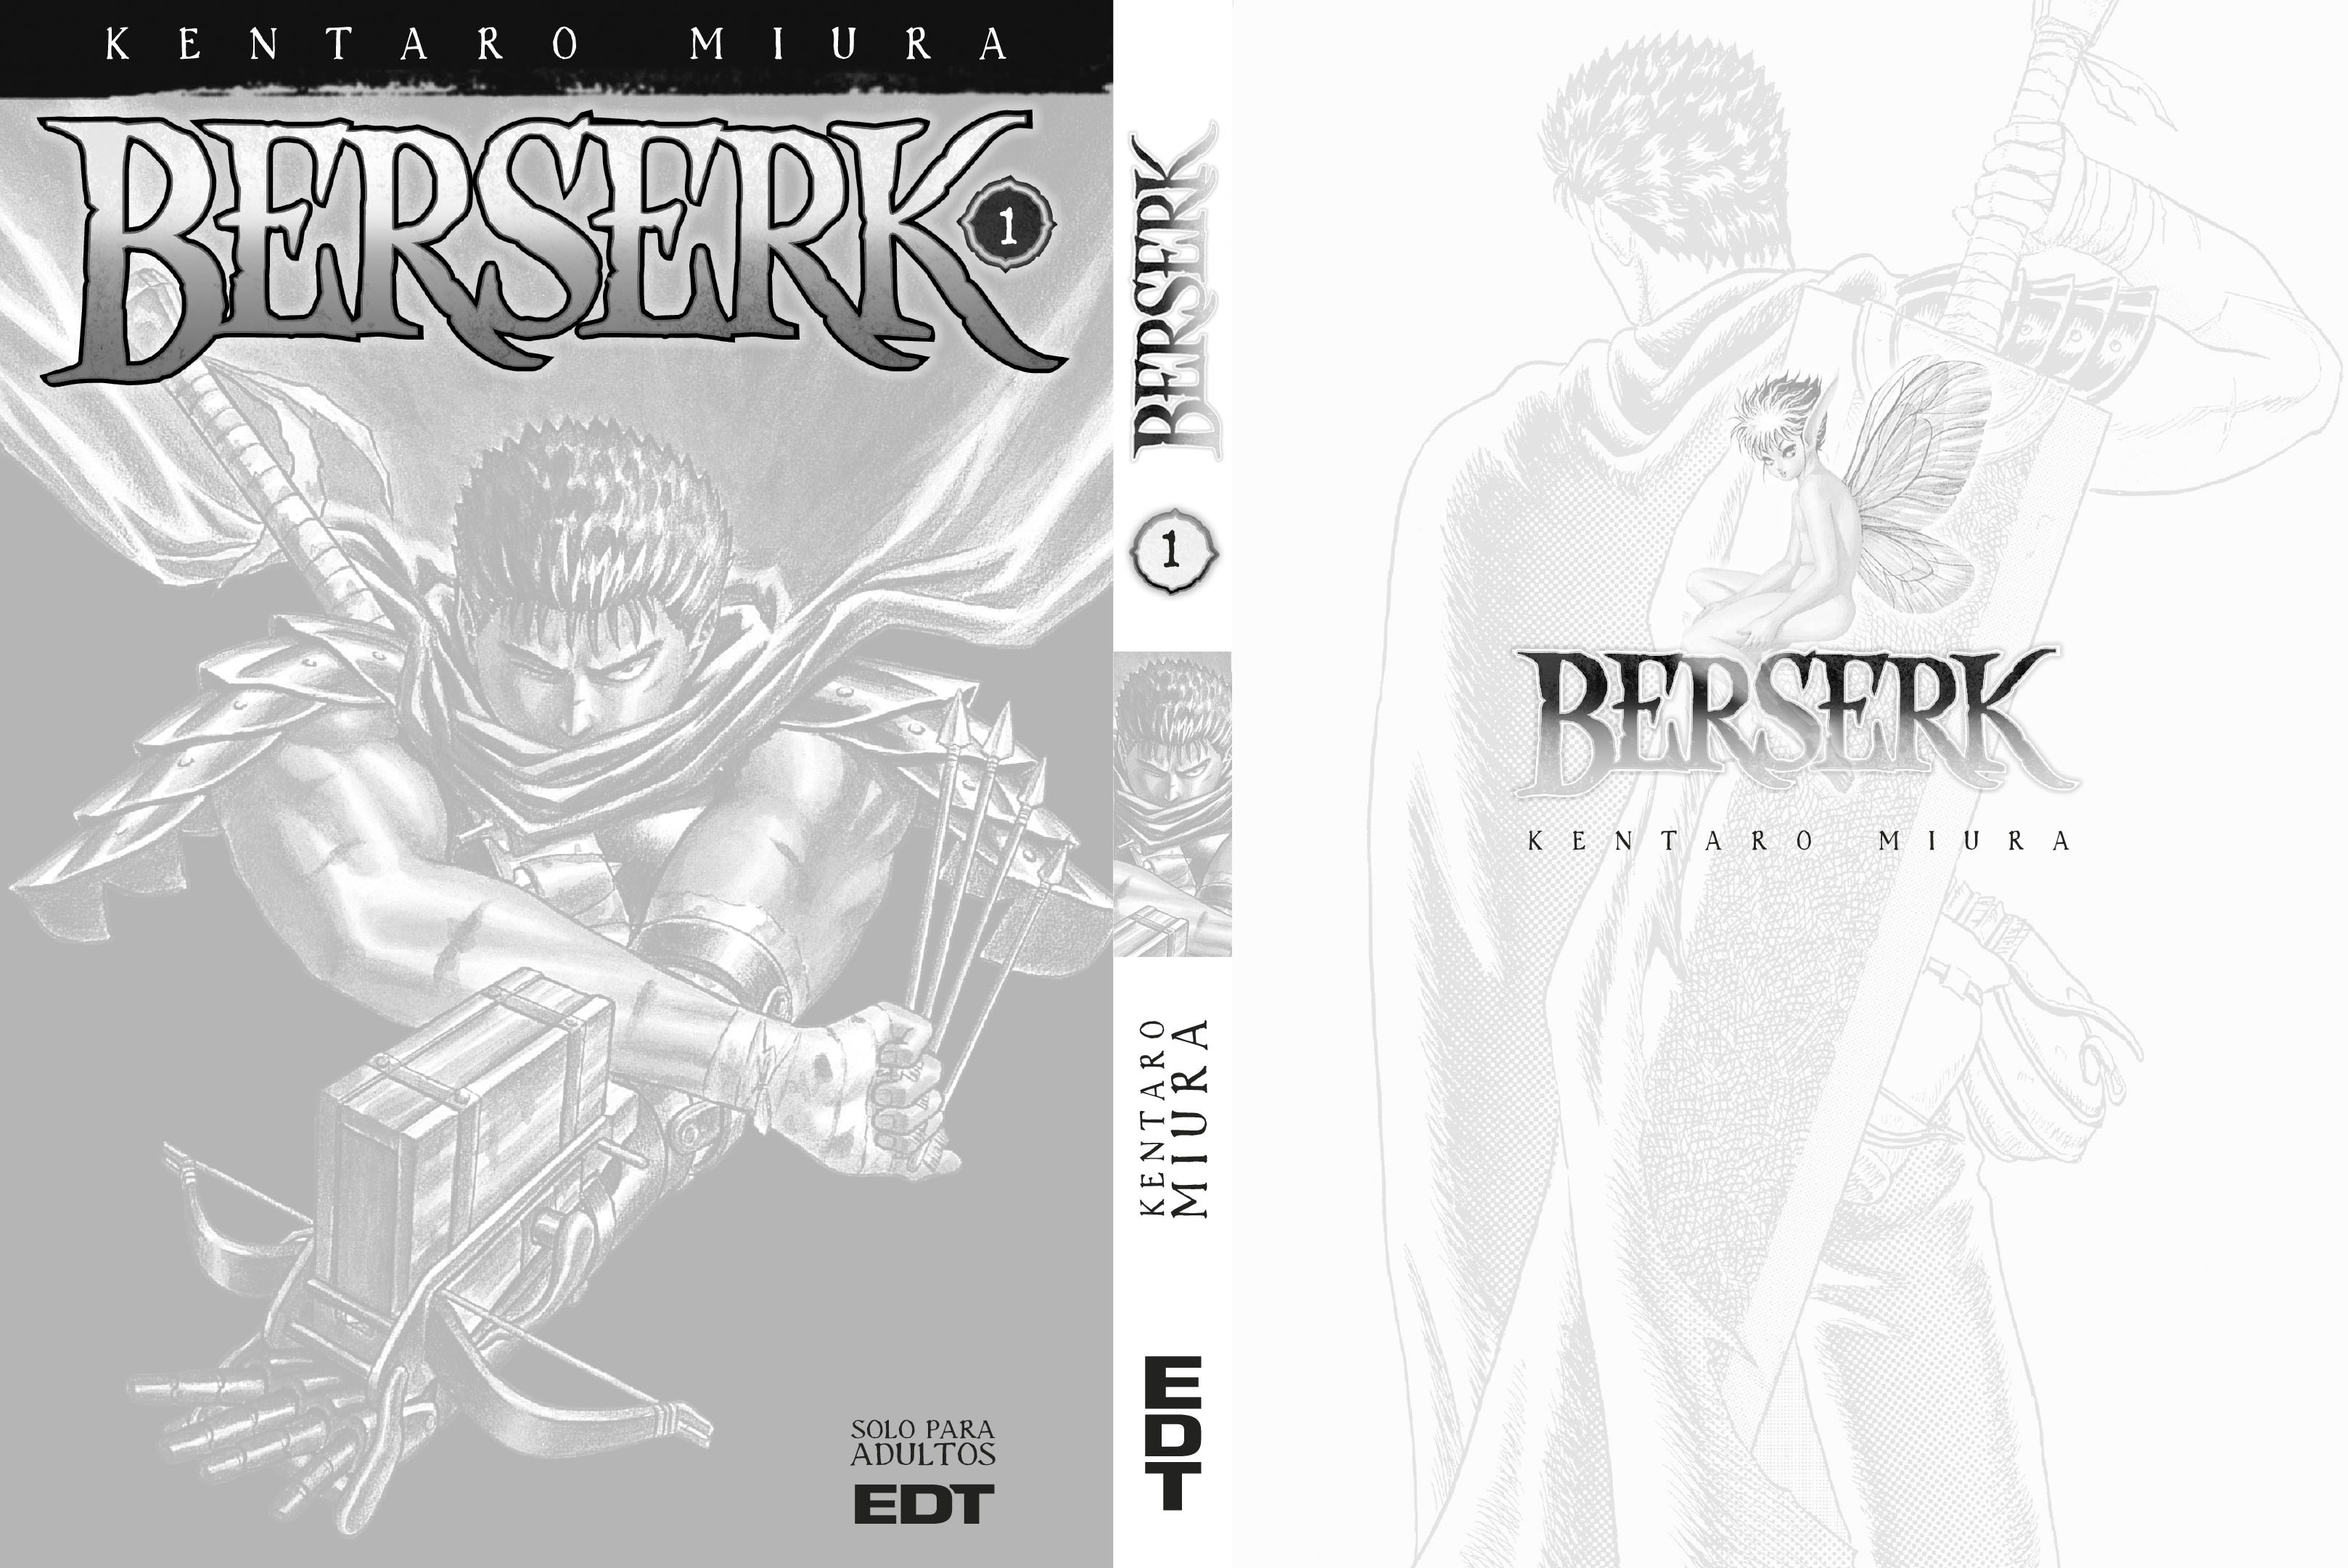 KENTARO MIURA
BERSERK
1
SOLO PARA
ADULTOS
EDT
BERSERK
1
KENTARO
MIURA
EDT
BERSERK
KENTARO MIURA